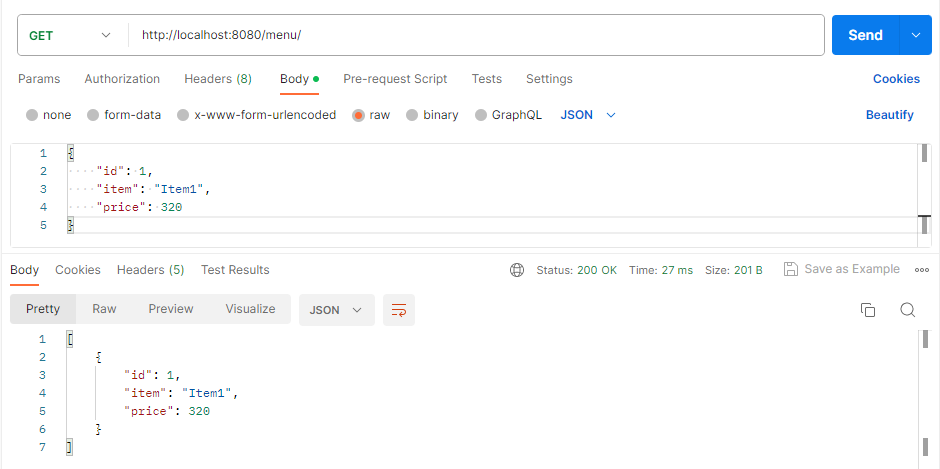 GET http://localhost:8080/menu/ Send
Params Authorization Headers (8) Body Pre-request Script Tests Settings Cookies
none form-data x-www-form-urlencoded raw binary GraphQL JSON Beautify
1 {
2 "id": 1,
3 "item": "Item1",
4 "price": 320
5 }
Body Cookies Headers (5) Test Results Status: 200 OK Time: 27 ms Size: 201 B Save as Example
Pretty Raw Preview Visualize JSON
1 [
2 {
3 "id": 1,
4 "item": "Item1",
5 "price": 320
6 }
7 ]